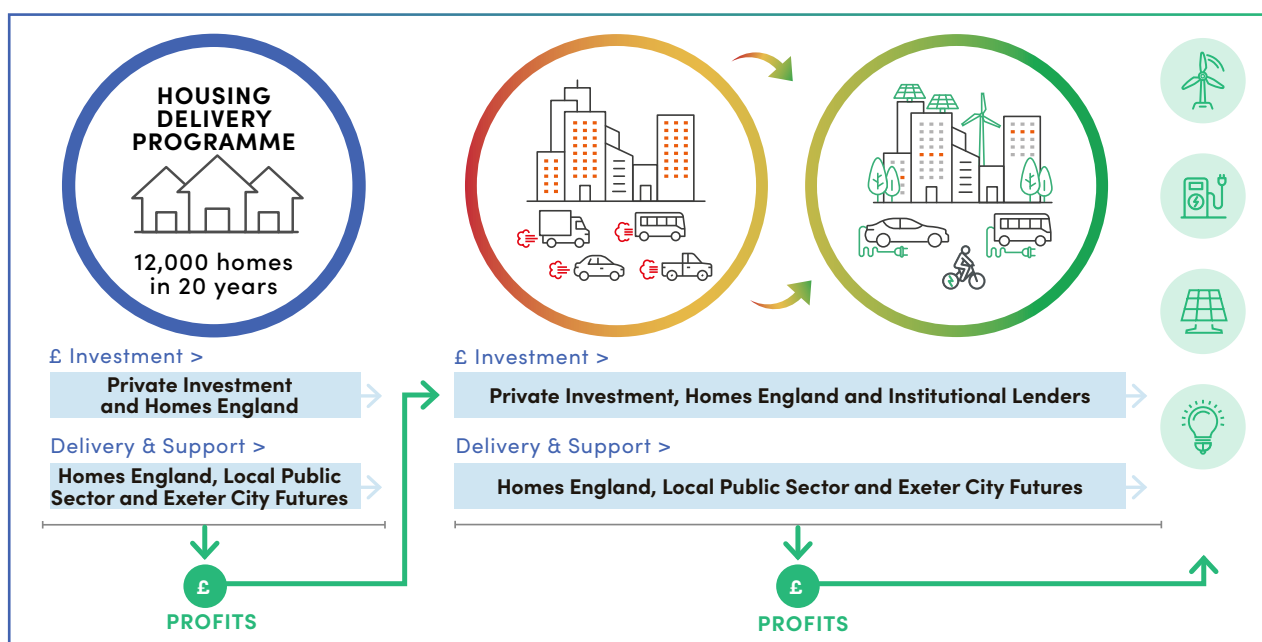 HOUSING
DELIVERY
PROGRAMME
12,000 homes
in 20 years
£ Investment >
Private Investment
and Homes England
Delivery & Support >
Homes England, Local Public
Sector and Exeter City Futures
£
PROFITS
£ Investment >
Private Investment, Homes England and Institutional Lenders
Delivery & Support >
Homes England, Local Public Sector and Exeter City Futures
£
PROFITS